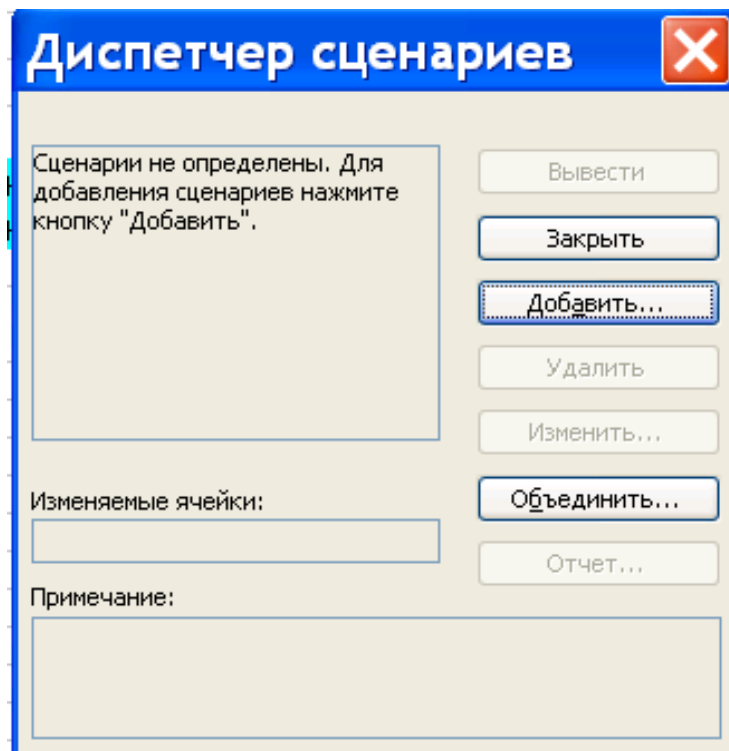 Диспетчер сценариев
Сценарии не определены. Для
добавления сценариев нажмите
кнопку "Добавить".
Вывести
Закрыть
Добавить...
Удалить
Изменить...
Изменяемые ячейки:
Объединить...
Отчет...
Примечание: